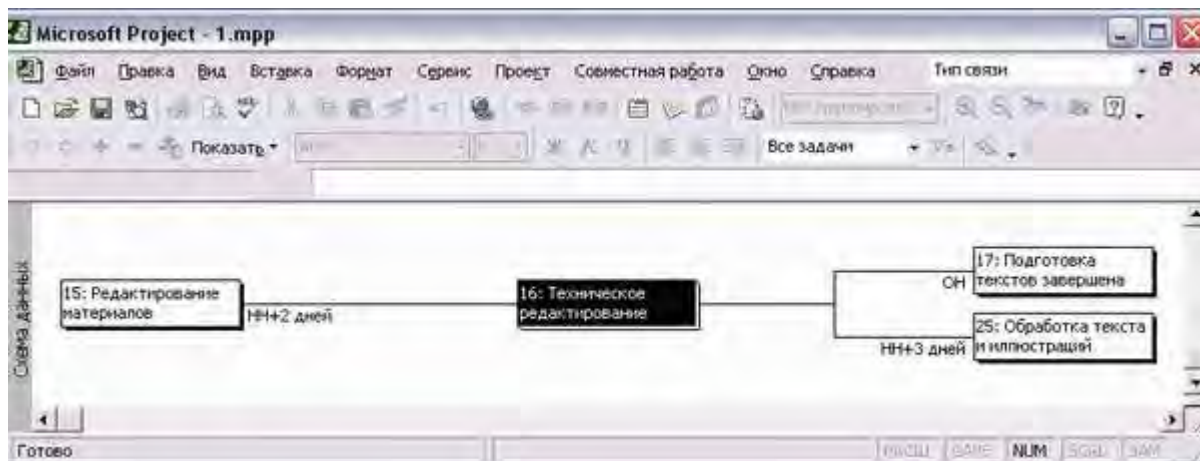 Microsoft Project - 1.mpp
Файл Правка Вид Вставка Формат Сервис Проект Совместная работа Окно Справка Тип связи
Показать Все задачи
Схема данных
15: Редактирование
материалов
НН+2 дней
16: Техническое
редактирование
ОН
17: Подготовка
текстов завершена
НН+3 дней
25: Обработка текста
и иллюстраций
Готово NUM